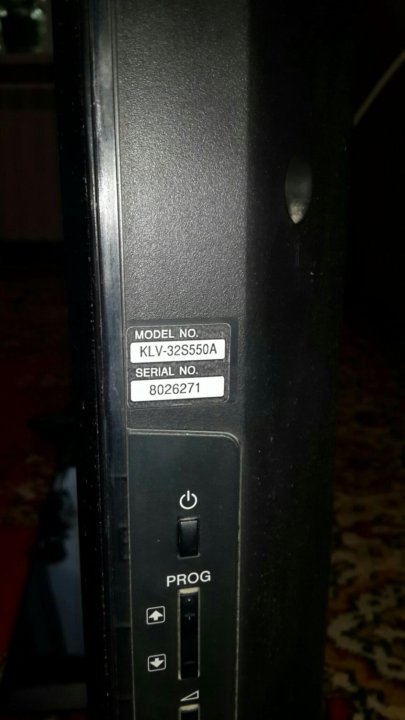 MODEL NO.
KLV-32S550A
SERIAL NO.
8026271
PROG
+
-